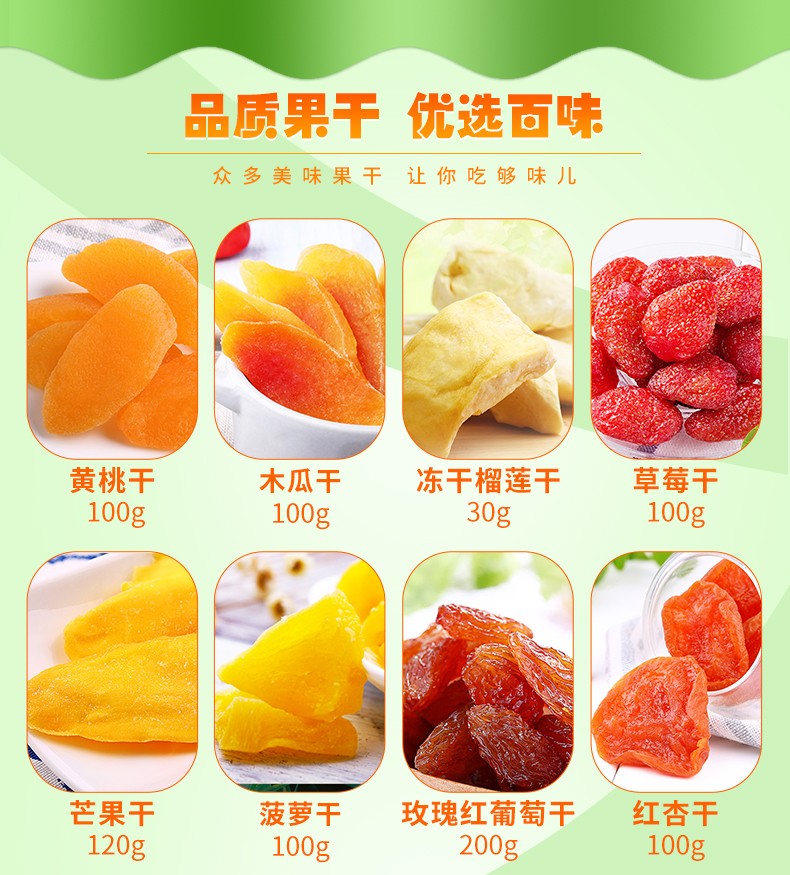 品质果干 优选百味
众多美味果干 让你吃够味儿
黄桃干 木瓜干 冻干榴莲干 草莓干
100g 100g 30g 100g
芒果干 菠萝干 玫瑰红葡萄干 红杏干
120g 100g 200g 100g